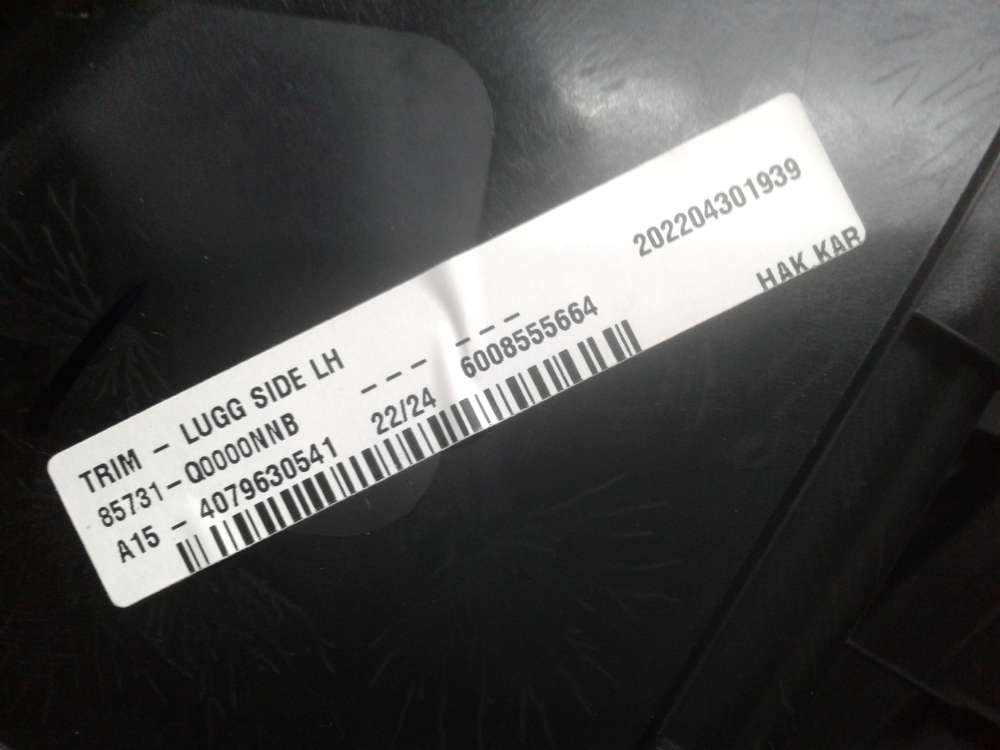 202204301939
HAK KAR
TRIM - LUGG SIDE LH
85731-Q0000NNB --- ---
A15 - 4079630541 22/24 6008555664